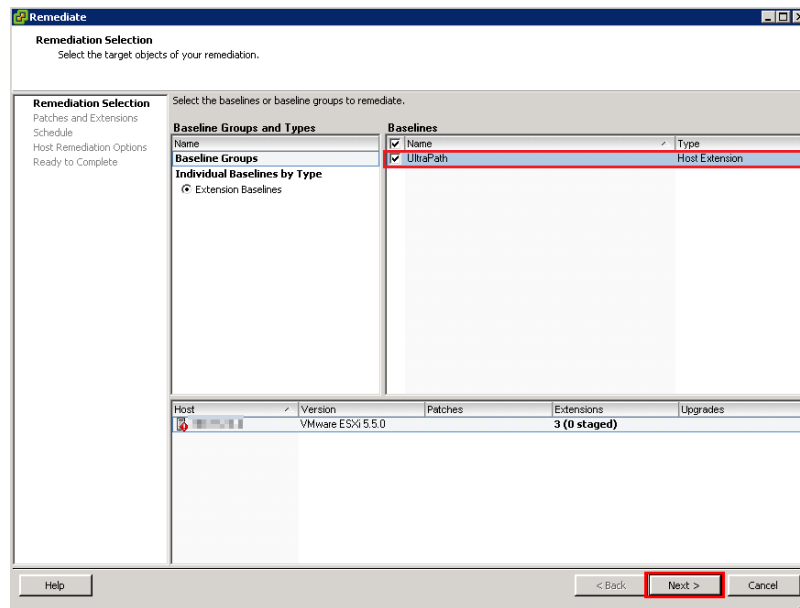 Remediate
Remediation Selection
Select the target objects of your remediation.
Remediation Selection
Patches and Extensions
Schedule
Host Remediation Options
Ready to Complete
Select the baselines or baseline groups to remediate.
Baseline Groups and Types
Name
Baseline Groups
Individual Baselines by Type
Extension Baselines
Baselines
Name Type
UltraPath Host Extension
Host Version Patches Extensions Upgrades
VMware ESXi 5.5.0 3 (0 staged)
Help < Back Next > Cancel